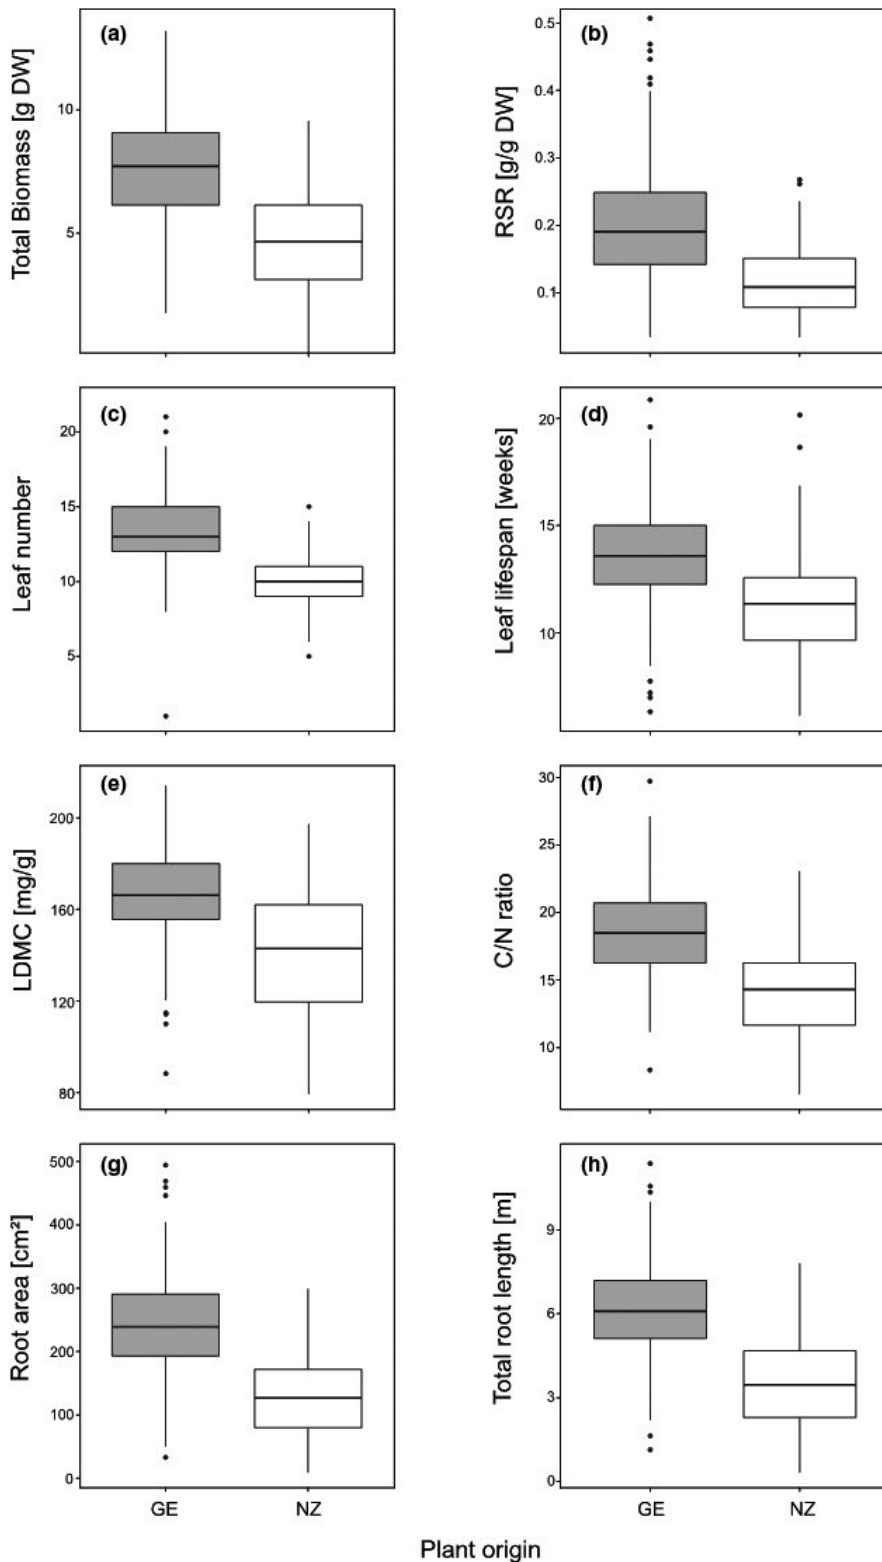 (a)
Total Biomass [g DW]
10
5
(b)
RSR [g/g DW]
0.5
0.4
0.3
0.2
0.1
(c)
Leaf number
20
15
10
5
(d)
Leaf lifespan [weeks]
20
15
10
(e)
LDMC [mg/g]
200
160
120
80
(f)
C/N ratio
30
25
20
15
10
(g)
Root area [cm²]
500
400
300
200
100
0
GE
NZ
(h)
Total root length [m]
9
6
3
0
GE
NZ
Plant origin